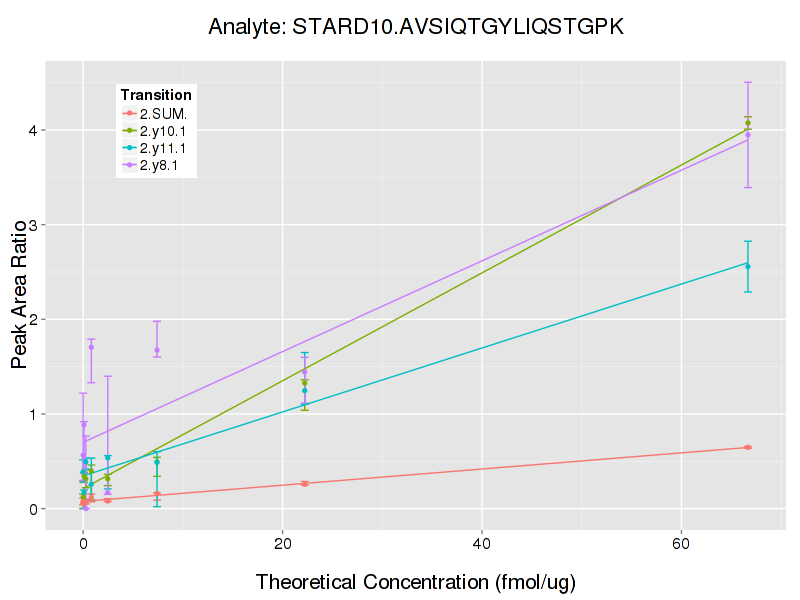 Analyte: STARD10.AVSIQTGYLIQSTGPK
Transition
2.SUM.
2.y10.1
2.y11.1
2.y8.1
Peak Area Ratio
4
3
2
1
0
0 20 40 60
Theoretical Concentration (fmol/ug)